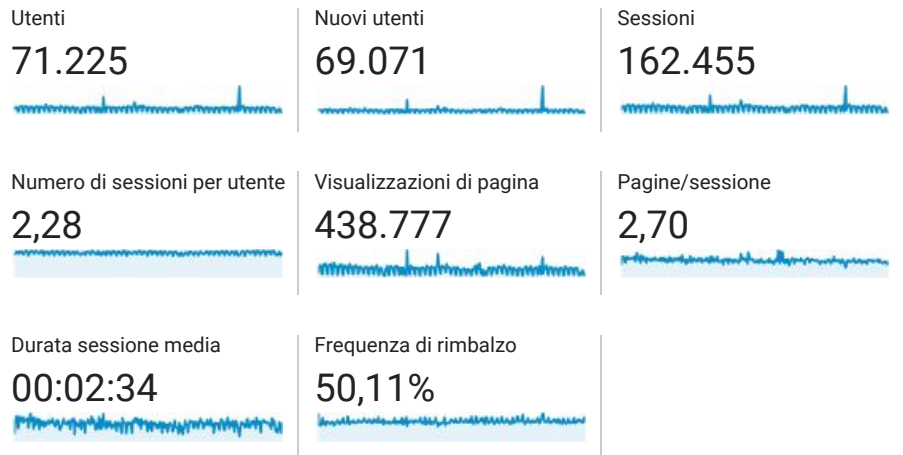 Utenti
71.225
Nuovi utenti
69.071
Sessioni
162.455
Numero di sessioni per utente
2,28
Visualizzazioni di pagina
438.777
Pagine/sessione
2,70
Durata sessione media
00:02:34
Frequenza di rimbalzo
50,11%